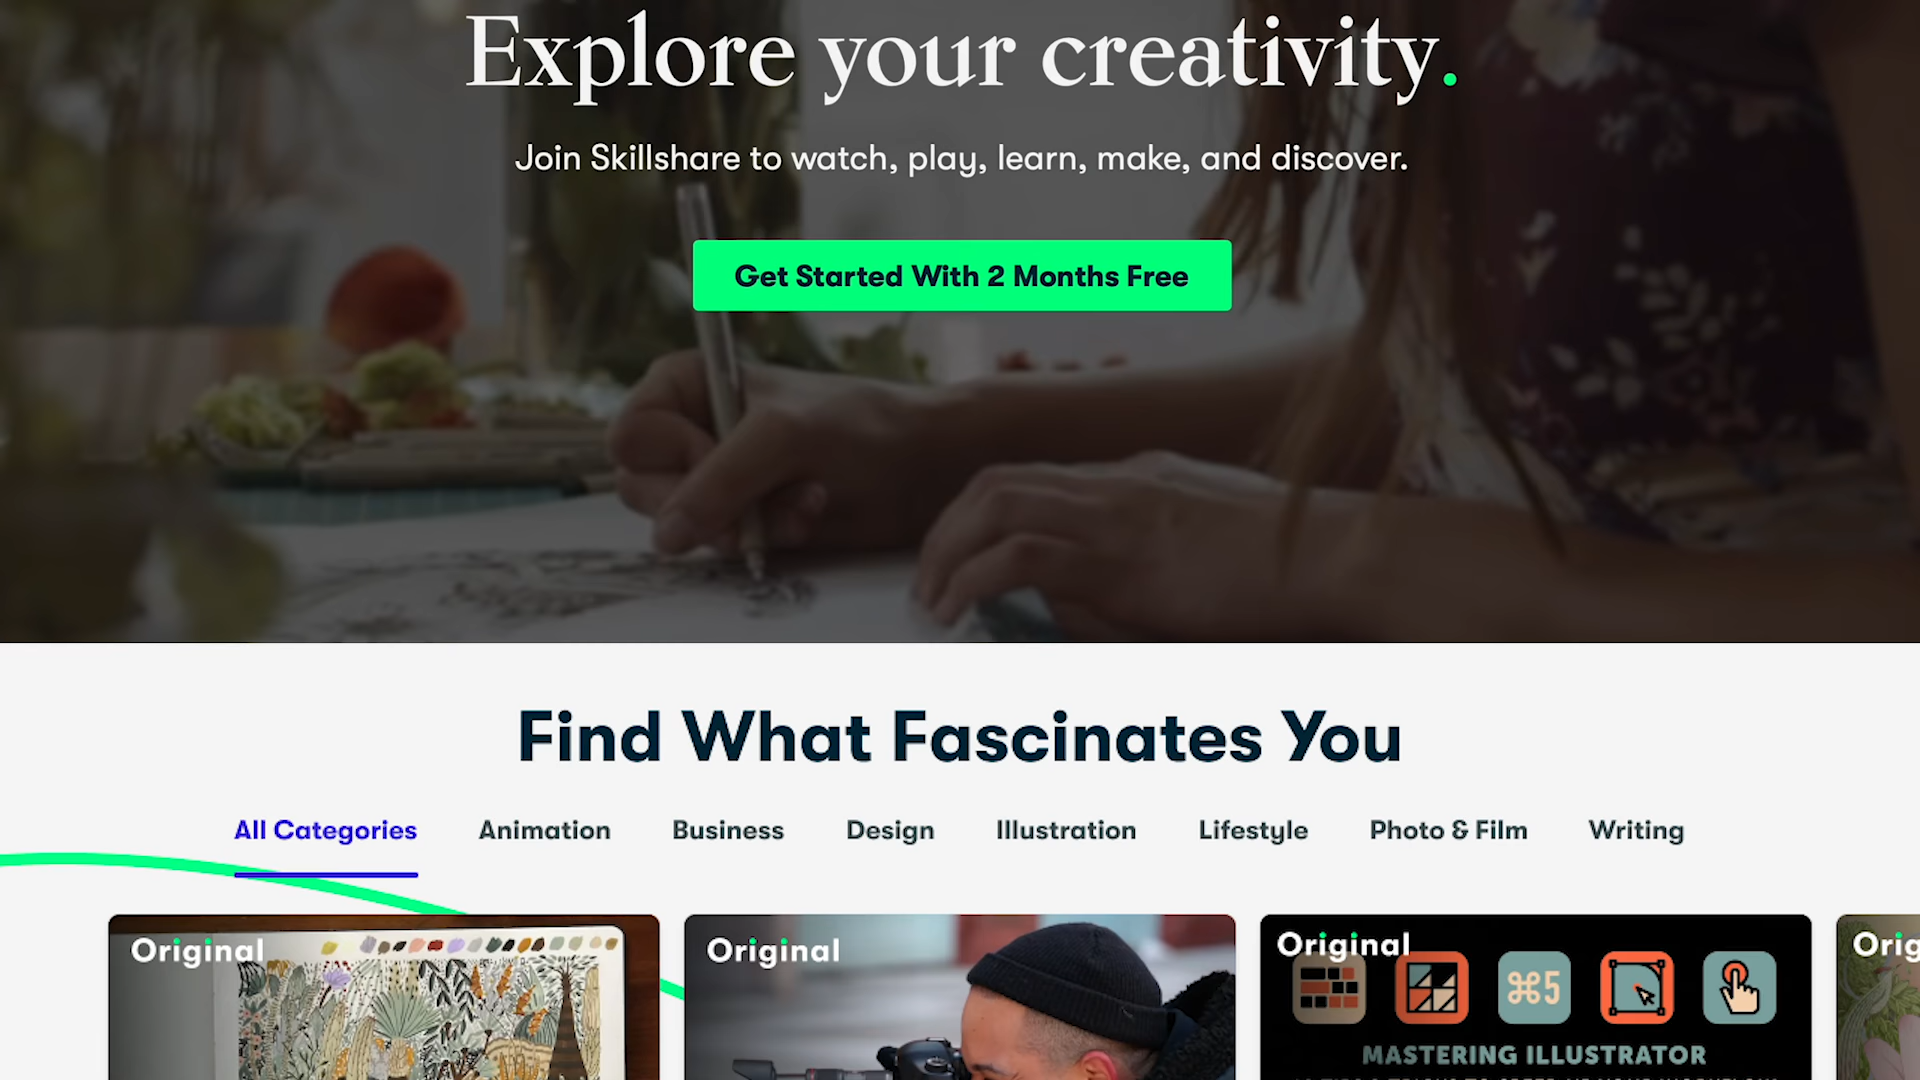 Explore your creativity.
Join Skillshare to watch, play, learn, make, and discover.
Get Started With 2 Months Free
Find What Fascinates You
All Categories
Animation
Business
Design
Illustration
Lifestyle
Photo & Film
Writing
Original
Original
Original
⌘5
MASTERING ILLUSTRATOR